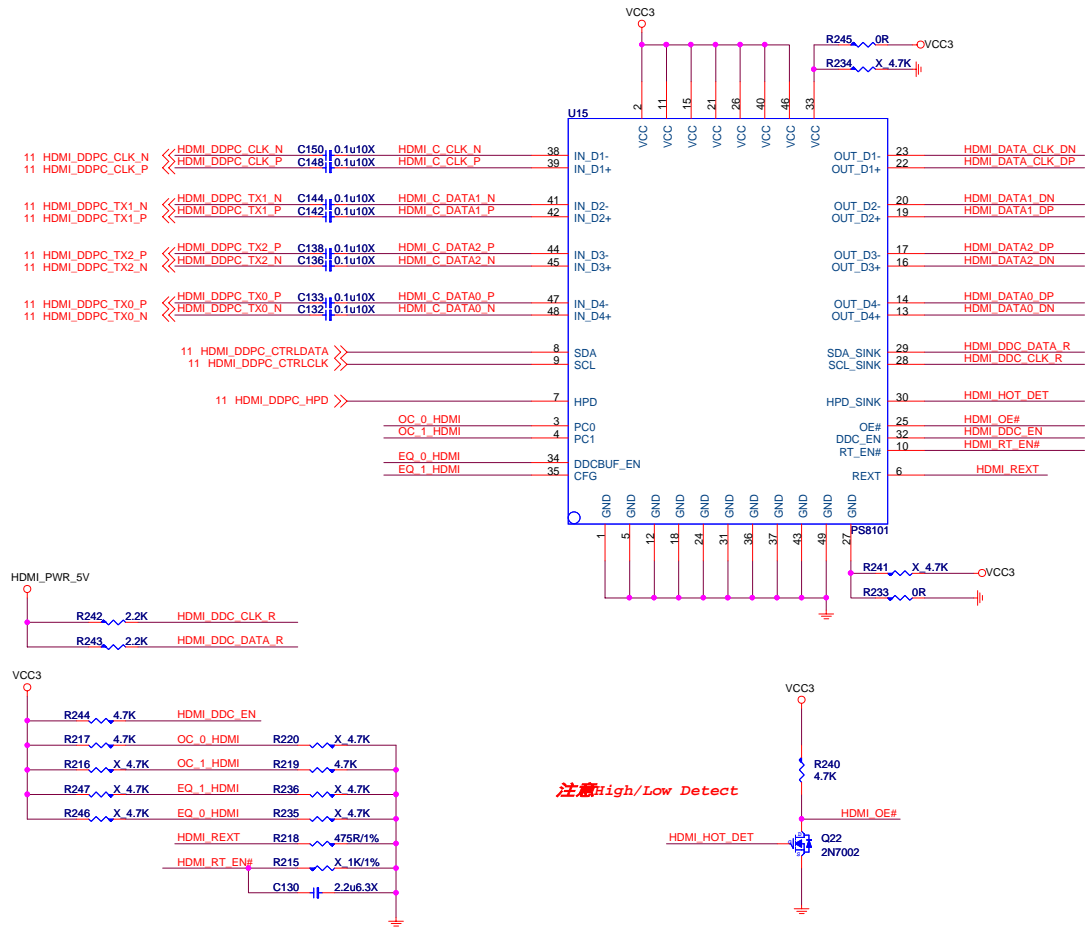 VCC3
R245 0R VCC3
R234 X_4.7K
2 11 15 21 26 40 46 33
U15
VCC VCC VCC VCC VCC VCC VCC VCC
11 HDMI_DDPC_CLK_N HDMI_DDPC_CLK_N C150 0.1u10X HDMI_C_CLK_N 38 IN_D1- OUT_D1- 23 HDMI_DATA_CLK_DN
11 HDMI_DDPC_CLK_P HDMI_DDPC_CLK_P C148 0.1u10X HDMI_C_CLK_P 39 IN_D1+ OUT_D1+ 22 HDMI_DATA_CLK_DP
11 HDMI_DDPC_TX1_N HDMI_DDPC_TX1_N C144 0.1u10X HDMI_C_DATA1_N 41 IN_D2- OUT_D2- 20 HDMI_DATA1_DN
11 HDMI_DDPC_TX1_P HDMI_DDPC_TX1_P C142 0.1u10X HDMI_C_DATA1_P 42 IN_D2+ OUT_D2+ 19 HDMI_DATA1_DP
11 HDMI_DDPC_TX2_P HDMI_DDPC_TX2_P C138 0.1u10X HDMI_C_DATA2_P 44 IN_D3- OUT_D3- 17 HDMI_DATA2_DP
11 HDMI_DDPC_TX2_N HDMI_DDPC_TX2_N C136 0.1u10X HDMI_C_DATA2_N 45 IN_D3+ OUT_D3+ 16 HDMI_DATA2_DN
11 HDMI_DDPC_TX0_P HDMI_DDPC_TX0_P C133 0.1u10X HDMI_C_DATA0_P 47 IN_D4- OUT_D4- 14 HDMI_DATA0_DP
11 HDMI_DDPC_TX0_N HDMI_DDPC_TX0_N C132 0.1u10X HDMI_C_DATA0_N 48 IN_D4+ OUT_D4+ 13 HDMI_DATA0_DN
11 HDMI_DDPC_CTRLDATA 8 SDA SDA_SINK 29 HDMI_DDC_DATA_R
11 HDMI_DDPC_CTRLCLK 9 SCL SCL_SINK 28 HDMI_DDC_CLK_R
11 HDMI_DDPC_HPD 7 HPD HPD_SINK 30 HDMI_HOT_DET
OC_0_HDMI 3 PC0 OE# 25 HDMI_OE#
OC_1_HDMI 4 PC1 DDC_EN 32 HDMI_DDC_EN
RT_EN# 10 HDMI_RT_EN#
EQ_0_HDMI 34 DDCBUF_EN
EQ_1_HDMI 35 CFG REXT 6 HDMI_REXT
GND GND GND GND GND GND GND GND GND GND GND
PS8101
1 5 12 18 24 31 36 37 43 49 27
R241 X_4.7K VCC3
R233 0R
HDMI_PWR_5V
R242 2.2K HDMI_DDC_CLK_R
R243 2.2K HDMI_DDC_DATA_R
VCC3
R244 4.7K HDMI_DDC_EN
R217 4.7K OC_0_HDMI R220 X_4.7K
R216 X_4.7K OC_1_HDMI R219 4.7K
R247 X_4.7K EQ_1_HDMI R236 X_4.7K
R246 X_4.7K EQ_0_HDMI R235 X_4.7K
HDMI_REXT R218 475R/1%
HDMI_RT_EN# R215 X_1K/1%
C130 2.2u6.3X
注意High/Low Detect
VCC3
R240
4.7K
HDMI_OE#
HDMI_HOT_DET
Q22
2N7002